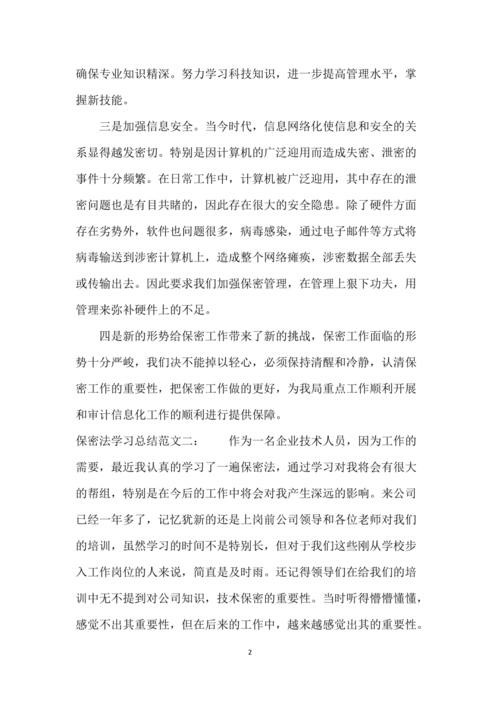 确保专业知识精深。努力学习科技知识，进一步提高管理水平，掌
握新技能。
三是加强信息安全。当今时代，信息网络化使信息和安全的关
系显得越发密切。特别是因计算机的广泛迎用而造成失密、泄密的
事件十分频繁。在日常工作中，计算机被广泛迎用，其中存在的泄
密问题也是有目共睹的，因此存在很大的安全隐患。除了硬件方面
存在劣势外，软件也问题很多，病毒感染，通过电子邮件等方式将
病毒输送到涉密计算机上，造成整个网络瘫痪，涉密数据全部丢失
或传输出去。因此要求我们加强保密管理，在管理上狠下功夫，用
管理来弥补硬件上的不足。
四是新的形势给保密工作带来了新的挑战，保密工作面临的形
势十分严峻，我们决不能掉以轻心，必须保持清醒和冷静，认清保
密工作的重要性，把保密工作做的更好，为我局重点工作顺利开展
和审计信息化工作的顺利进行提供保障。
保密法学习总结范文二： 作为一名企业技术人员，因为工作的
需要，最近我认真的学习了一遍保密法，通过学习对我将会有很大
的帮组，特别是在今后的工作中将会对我产生深远的影响。来公司
已经一年多了，记忆犹新的还是上岗前公司领导和各位老师对我们
的培训，虽然学习的时间不是特别长，但对于我们这些刚从学校步
入工作岗位的人来说，简直是及时雨。还记得领导们在给我们的培
训中无不提到对公司知识，技术保密的重要性。当时听得懵懵懂懂，
感觉不出其重要性，但在后来的工作中，越来越感觉出其的重要性。
2